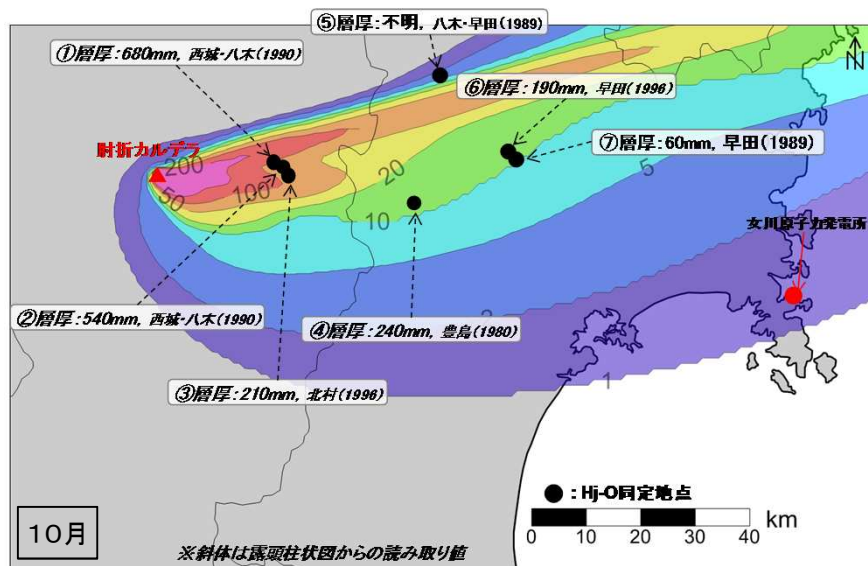 ⑤層厚:不明, 八木・早田(1989)
①層厚:680mm, 西城・八木(1990)
N
⑥層厚:190mm, 早田(1996)
肘折カルデラ
200
50
100
20
10
5
⑦層厚:60mm, 早田(1989)
女川原子力発電所
②層厚:540mm, 西城・八木(1990)
④層厚:240mm, 豊島(1980)
2
③層厚:210mm, 北村(1996)
1
●:Hj-O同定地点
0 10 20 30 40 km
10月
※斜体は露頭柱状図からの読み取り値